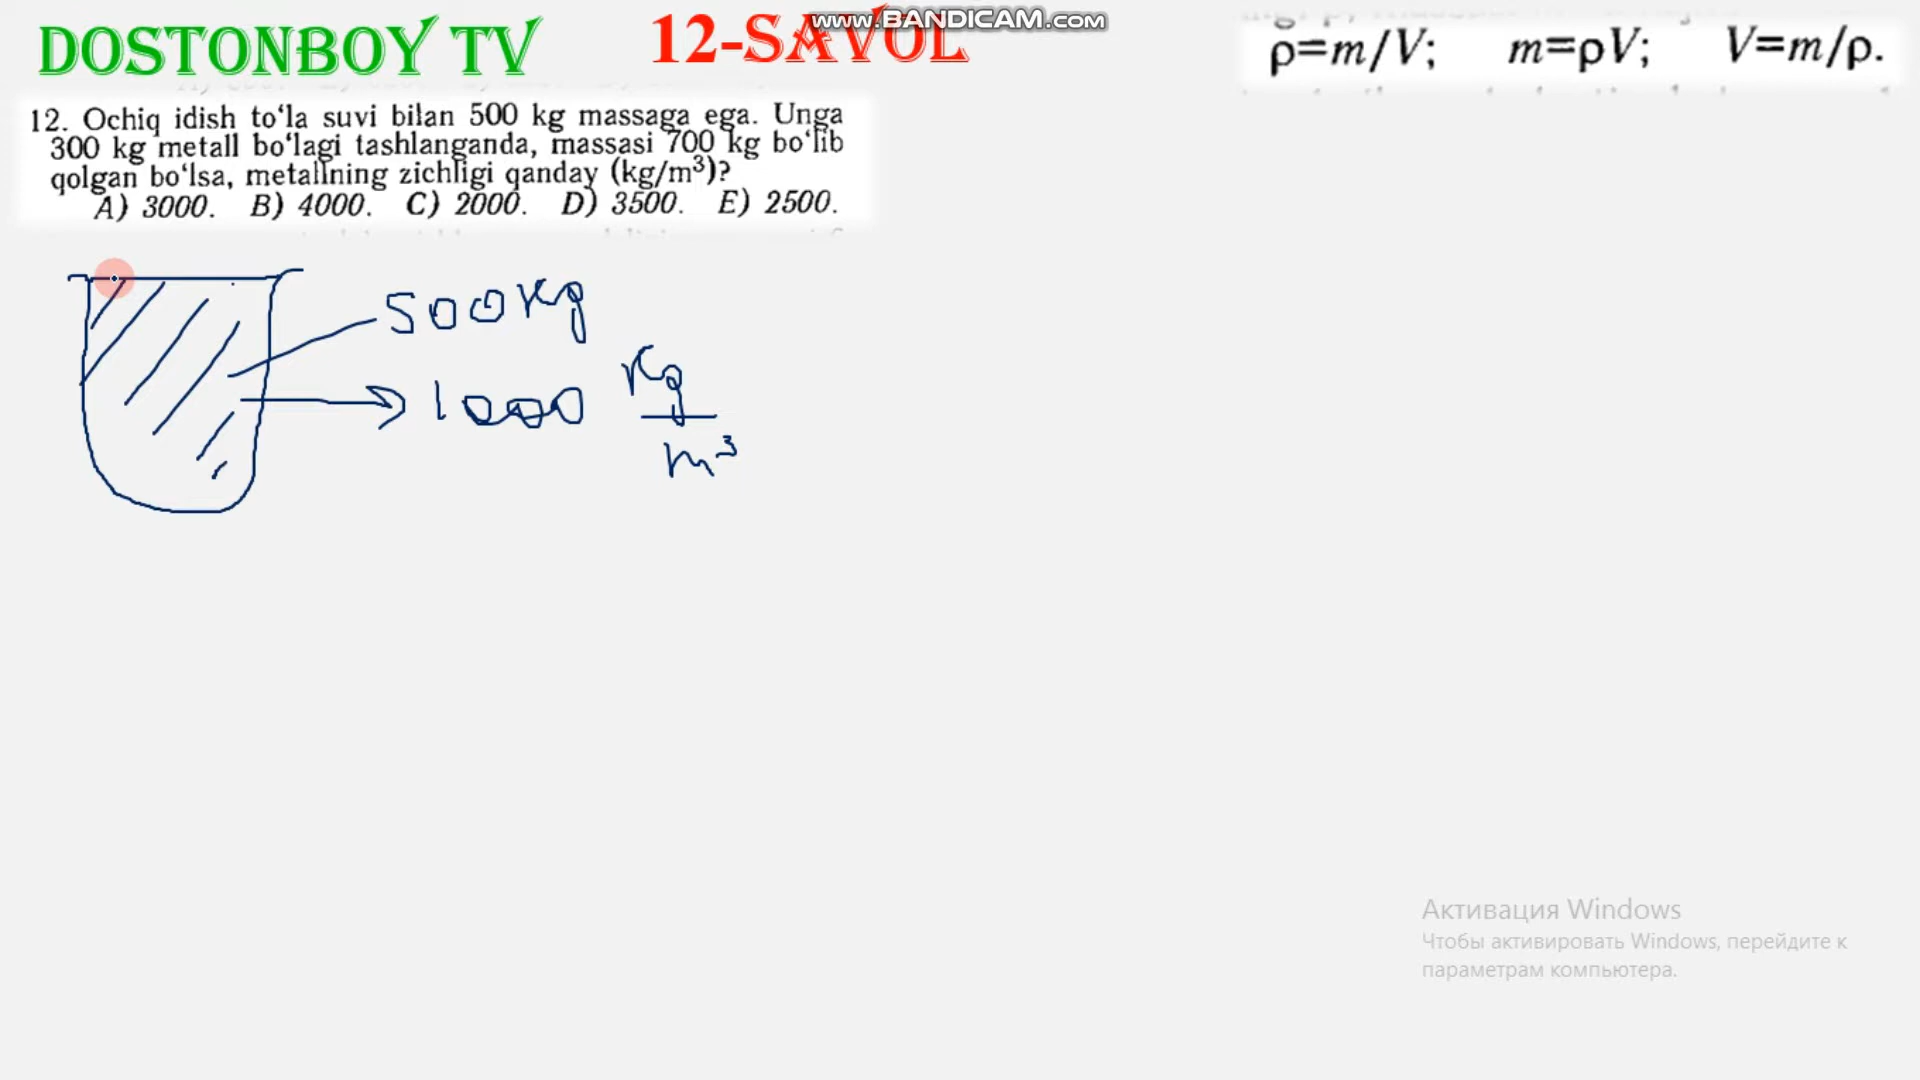 www.BANDICAM.com
DOSTONBOY TV
12-SAVOL
ρ=m/V; m=ρV; V=m/ρ.
12. Ochiq idish to‘la suvi bilan 500 kg massaga ega. Unga
300 kg metall bo‘lagi tashlanganda, massasi 700 kg bo‘lib
qolgan bo‘lsa, metallning zichligi qanday (kg/m³)?
A) 3000. B) 4000. C) 2000. D) 3500. E) 2500.
500 Kg
1000 Kg
m³
Активация Windows
Чтобы активировать Windows, перейдите к
параметрам компьютера.